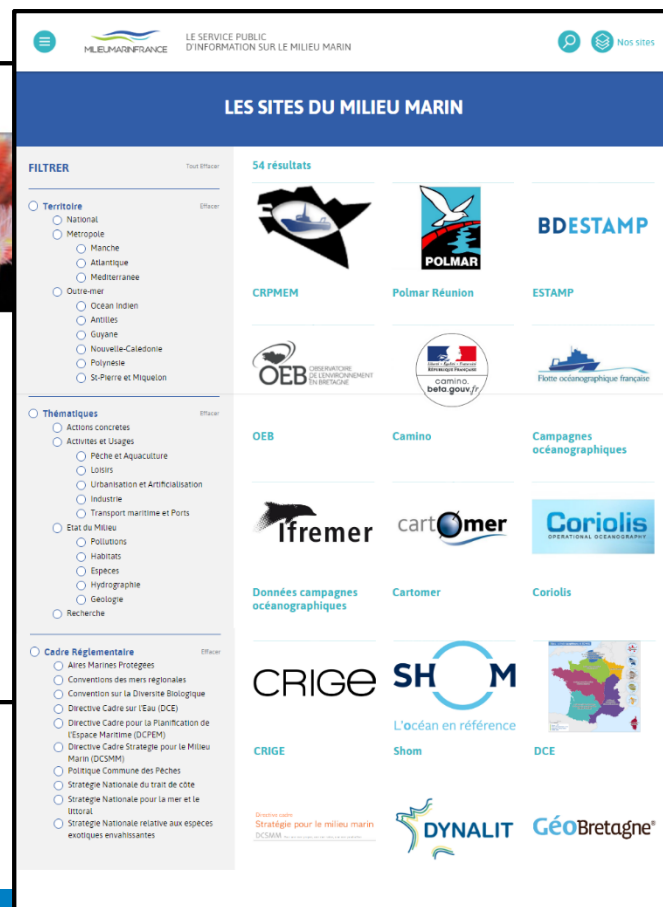 MILIEUMARINFRANCE
LE SERVICE PUBLIC
D'INFORMATION SUR LE MILIEU MARIN
Nos sites
LES SITES DU MILIEU MARIN
FILTRER
Tout Effacer
Territoire
Effacer
National
Métropole
Manche
Atlantique
Méditerranée
Outre-mer
Océan Indien
Antilles
Guyane
Nouvelle-Calédonie
Polynésie
St-Pierre et Miquelon
Thématiques
Effacer
Actions concrètes
Activités et Usages
Pêche et Aquaculture
Loisirs
Urbanisation et Artificialisation
Industrie
Transport maritime et Ports
Etat du Milieu
Pollutions
Habitats
Espèces
Hydrographie
Géologie
Recherche
Cadre Réglementaire
Effacer
Aires Marines Protégées
Conventions des mers régionales
Convention sur la Diversité Biologique
Directive Cadre sur l'Eau (DCE)
Directive Cadre pour la Planification de
l'Espace Maritime (DCPEM)
Directive Cadre Stratégie pour le Milieu
Marin (DCSMM)
Politique Commune des Pêches
Stratégie Nationale du trait de côte
Stratégie Nationale pour la mer et le
littoral
Stratégie Nationale relative aux espèces
exotiques envahissantes
54 résultats
POLMAR
BDESTAMP
CRPMEM
Polmar Réunion
ESTAMP
OEB
OBSERVATOIRE
DE L'ENVIRONNEMENT
EN BRETAGNE
RÉPUBLIQUE FRANÇAISE
camino.
beta.gouv.fr
Flotte océanographique française
OEB
Camino
Campagnes
océanographiques
Ifremer
cartomer
Coriolis
OPERATIONAL OCEANOGRAPHY
Données campagnes
océanographiques
Cartomer
Coriolis
CRIGE
SHOM
L'océan en référence
CRIGE
Shom
DCE
Directive cadre
Stratégie pour le milieu marin
DCSMM
DYNALIT
GéoBretagne